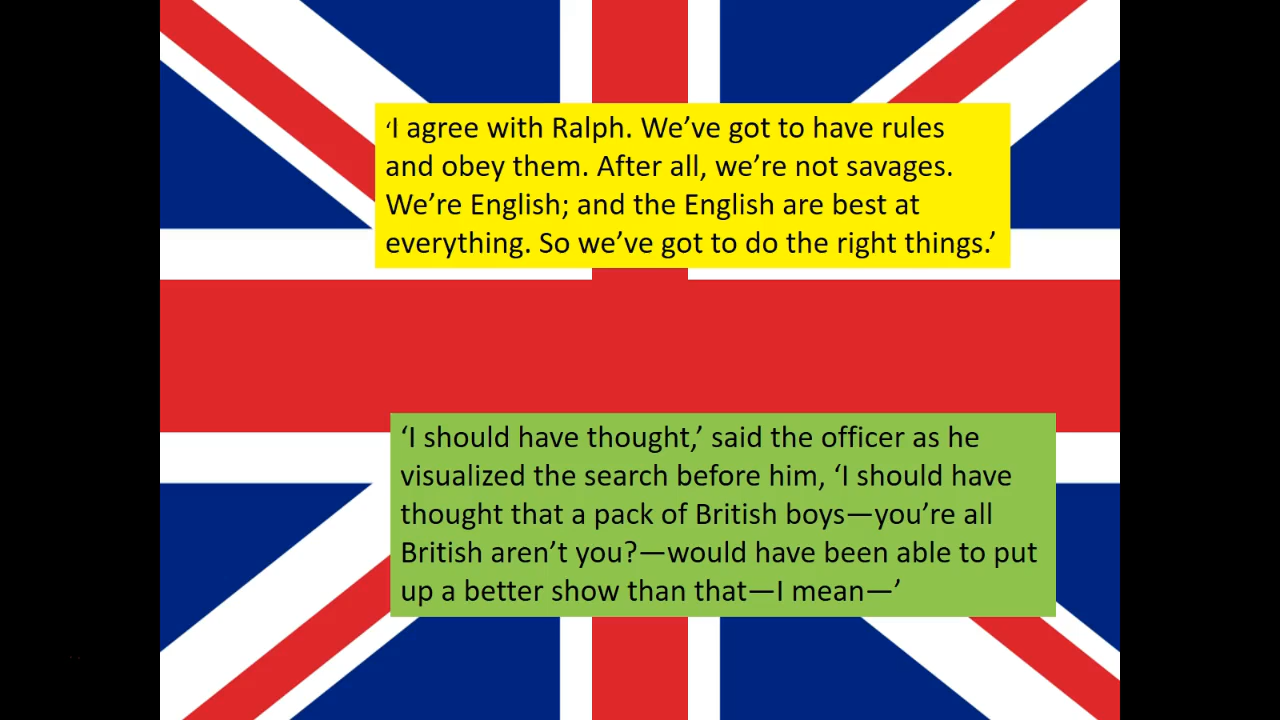 ‘I agree with Ralph. We’ve got to have rules
and obey them. After all, we’re not savages.
We’re English; and the English are best at
everything. So we’ve got to do the right things.’
‘I should have thought,’ said the officer as he
visualized the search before him, ‘I should have
thought that a pack of British boys—you’re all
British aren’t you?—would have been able to put
up a better show than that—I mean—’